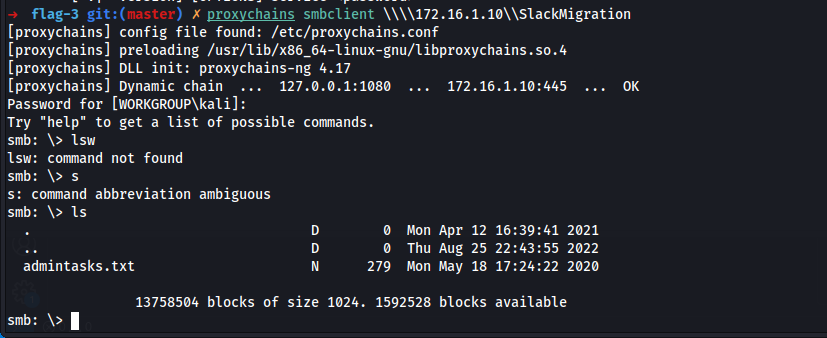 → flag-3 git:(master) ✗ proxychains smbclient \\\\172.16.1.10\\SlackMigration
[proxychains] config file found: /etc/proxychains.conf
[proxychains] preloading /usr/lib/x86_64-linux-gnu/libproxychains.so.4
[proxychains] DLL init: proxychains-ng 4.17
[proxychains] Dynamic chain  ...  127.0.0.1:1080  ...  172.16.1.10:445  ...  OK
Password for [WORKGROUP\kali]:
Try "help" to get a list of possible commands.
smb: \> lsw
lsw: command not found
smb: \> s
s: command abbreviation ambiguous
smb: \> ls
  .                                   D        0  Mon Apr 12 16:39:41 2021
  ..                                  D        0  Thu Aug 25 22:43:55 2022
  admintasks.txt                      N      279  Mon May 18 17:24:22 2020
                13758504 blocks of size 1024. 1592528 blocks available
smb: \>